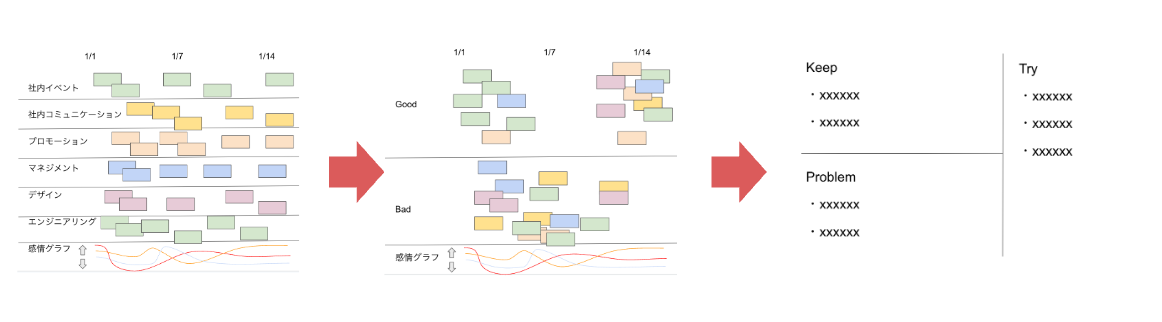 1/1 1/7 1/14
社内イベント
社内コミュニケーション
プロモーション
マネジメント
デザイン
エンジニアリング
感情グラフ
1/1 1/7 1/14
Good
Bad
感情グラフ
Keep
・xxxxxx
・xxxxxx
Problem
・xxxxxx
・xxxxxx
Try
・xxxxxx
・xxxxxx
・xxxxxx